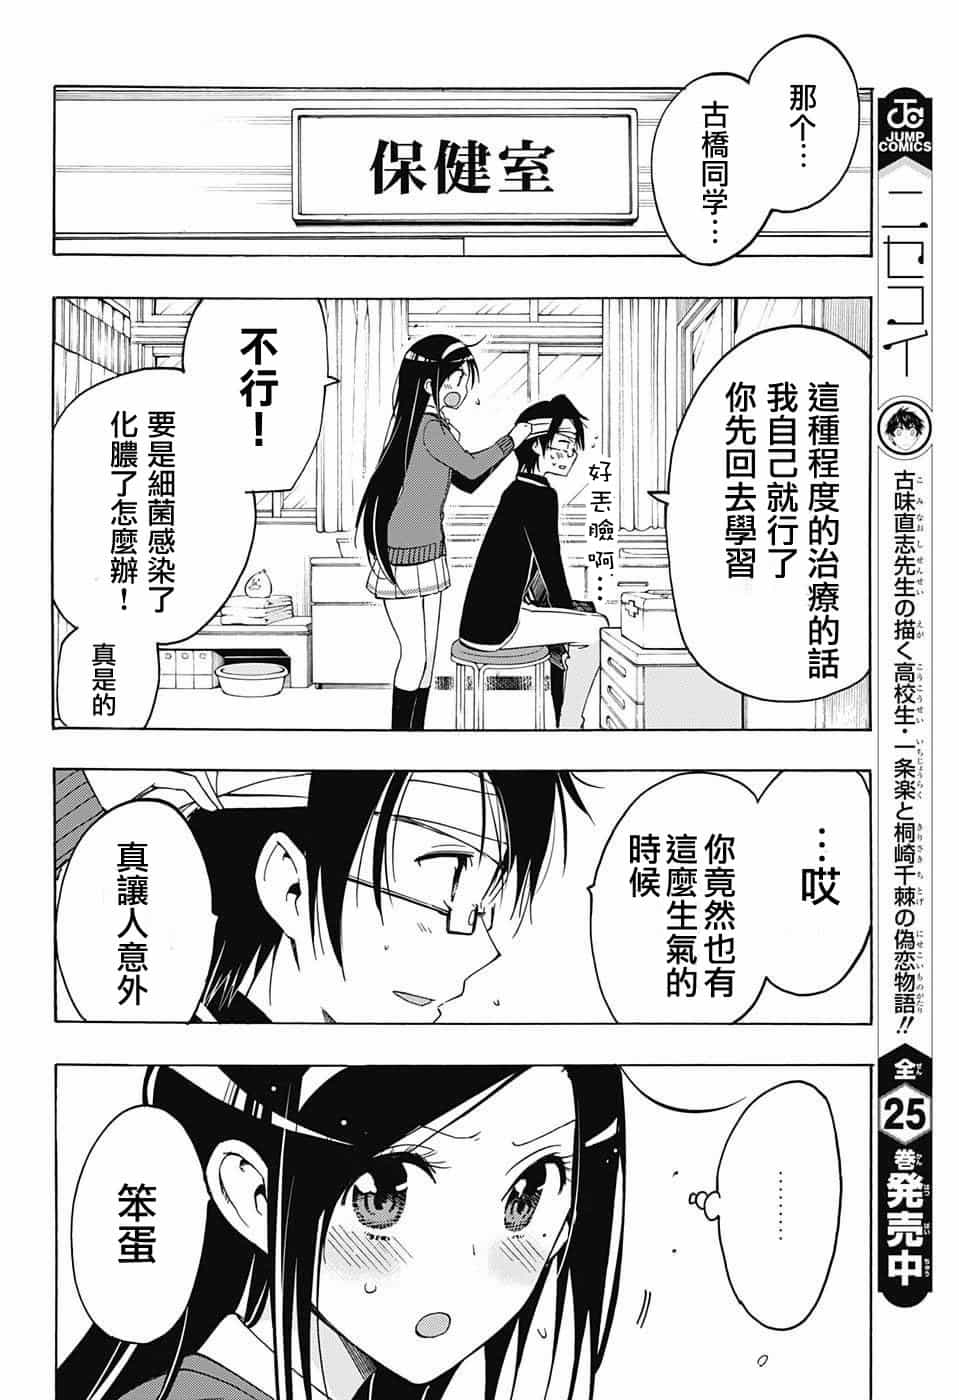 那个…
古橋同学…
保健室
這種程度的治療的話
我自己就行了
你先回去學習
好丟臉啊…
不行！
要是細菌感染了
化膿了怎麼辦！
真是的
…哎
你竟然也有
這麼生氣的
時候
真讓人意外
………
………
笨蛋
JUMP
COMICS
ニセコイ
古味直志先生の描く高校生・一条楽と桐崎千棘の偽恋物語!!
全25巻発売中